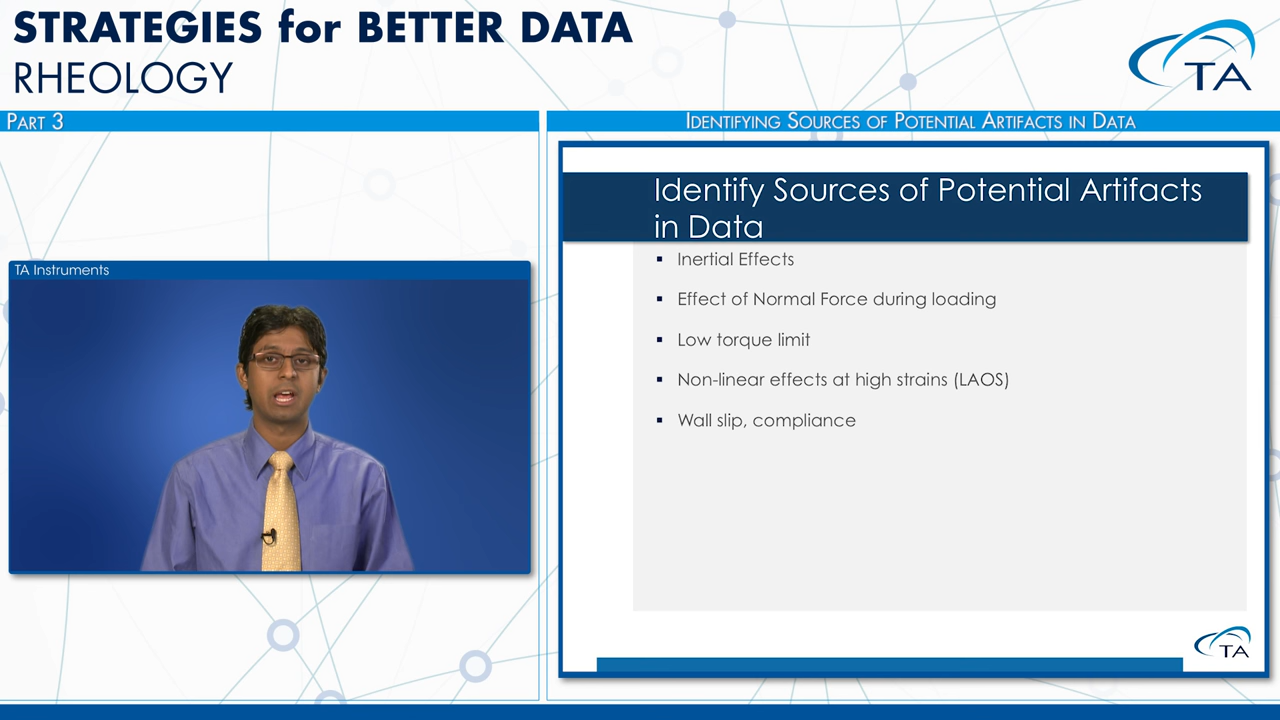 STRATEGIES for BETTER DATA
RHEOLOGY
TA
PART 3
IDENTIFYING SOURCES OF POTENTIAL ARTIFACTS IN DATA
TA Instruments
Identify Sources of Potential Artifacts
in Data
▪ Inertial Effects
▪ Effect of Normal Force during loading
▪ Low torque limit
▪ Non-linear effects at high strains (LAOS)
▪ Wall slip, compliance
TA